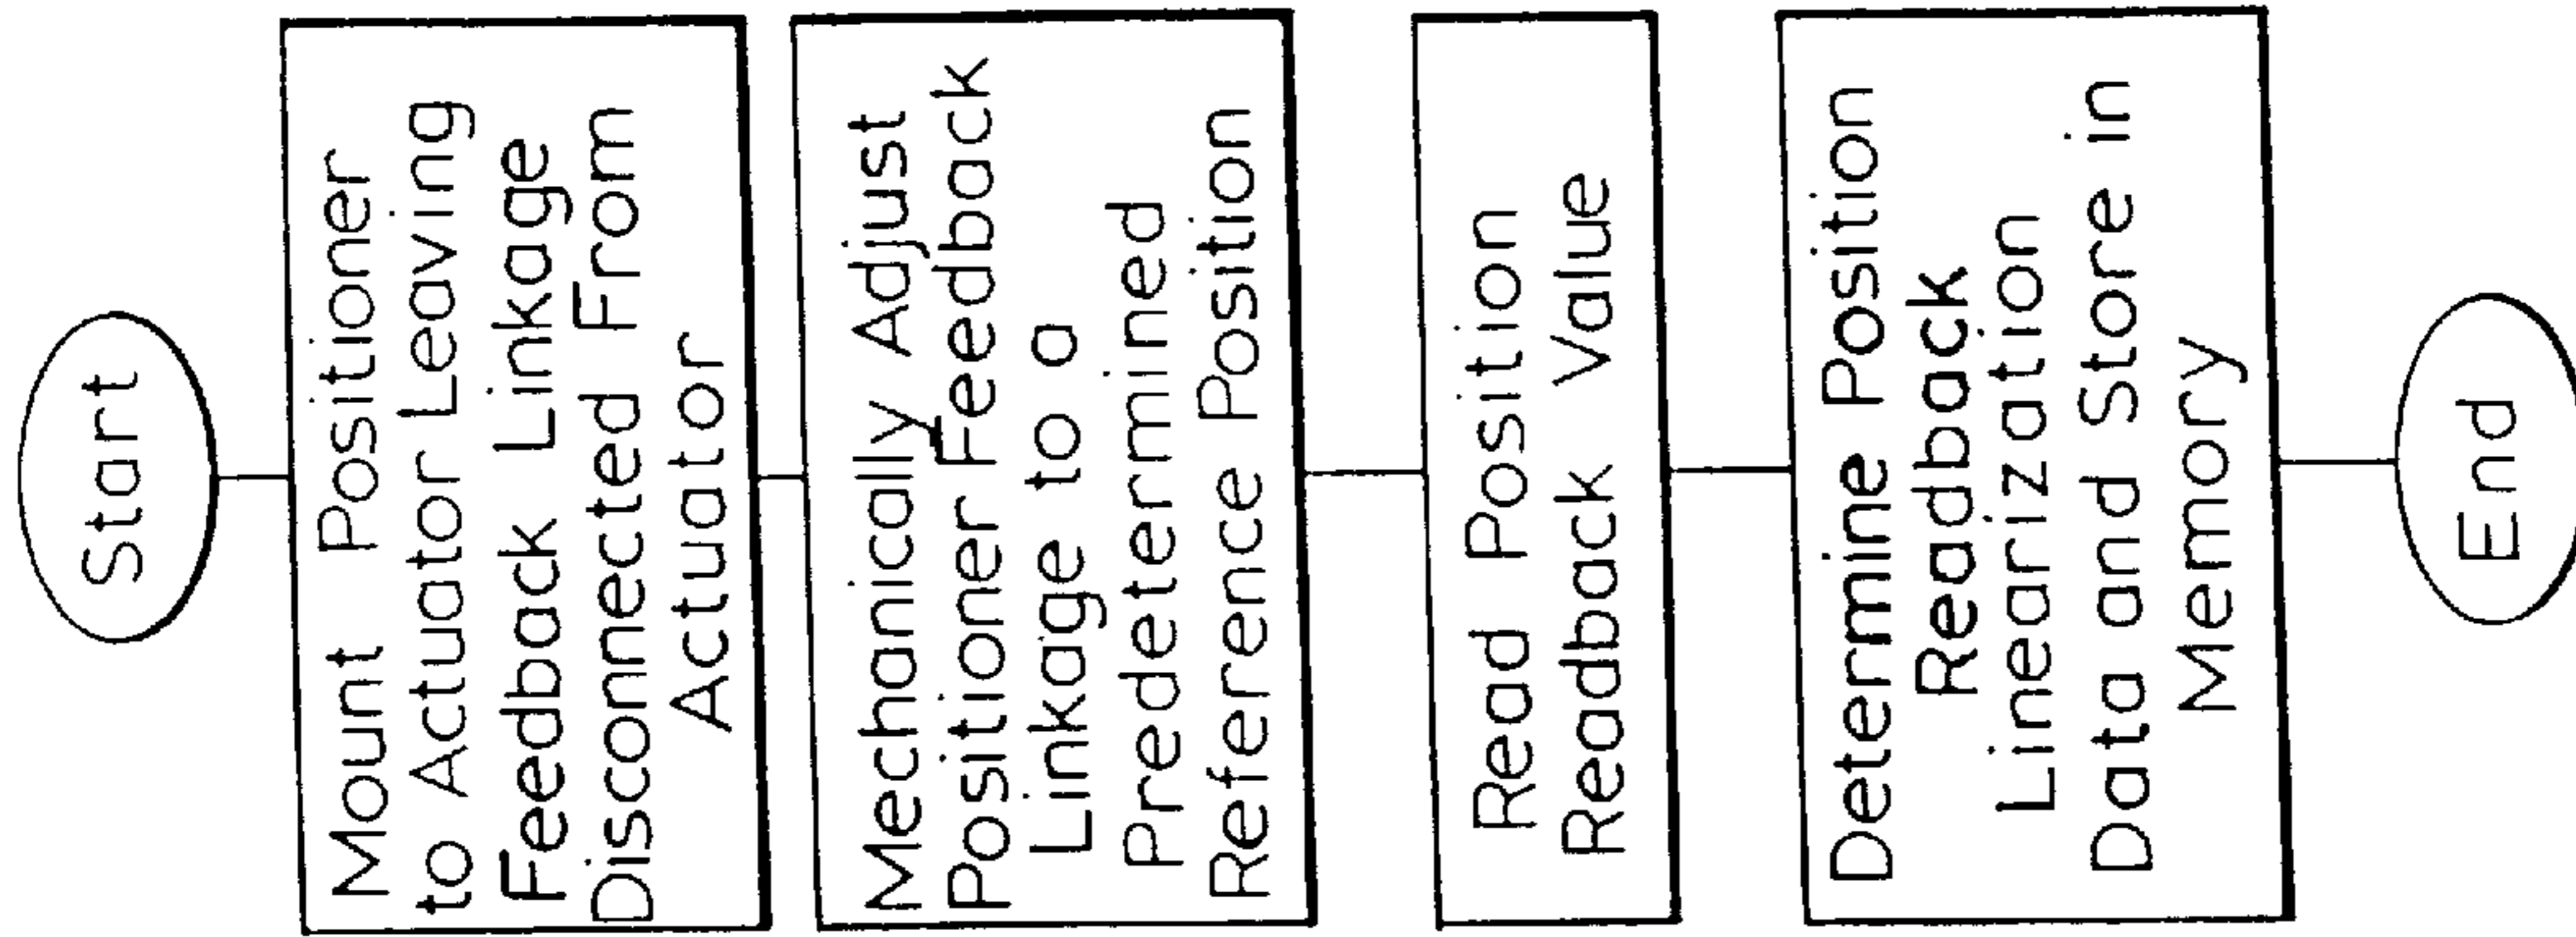 Start
Mount Positioner
to Actuator Leaving
Feedback Linkage
Disconnected From
Actuator
Mechanically Adjust
Positioner Feedback
Linkage to a
Predetermined
Reference Position
Read Position
Readback Value
Determine Position
Readback
Linearization
Data and Store in
Memory
End